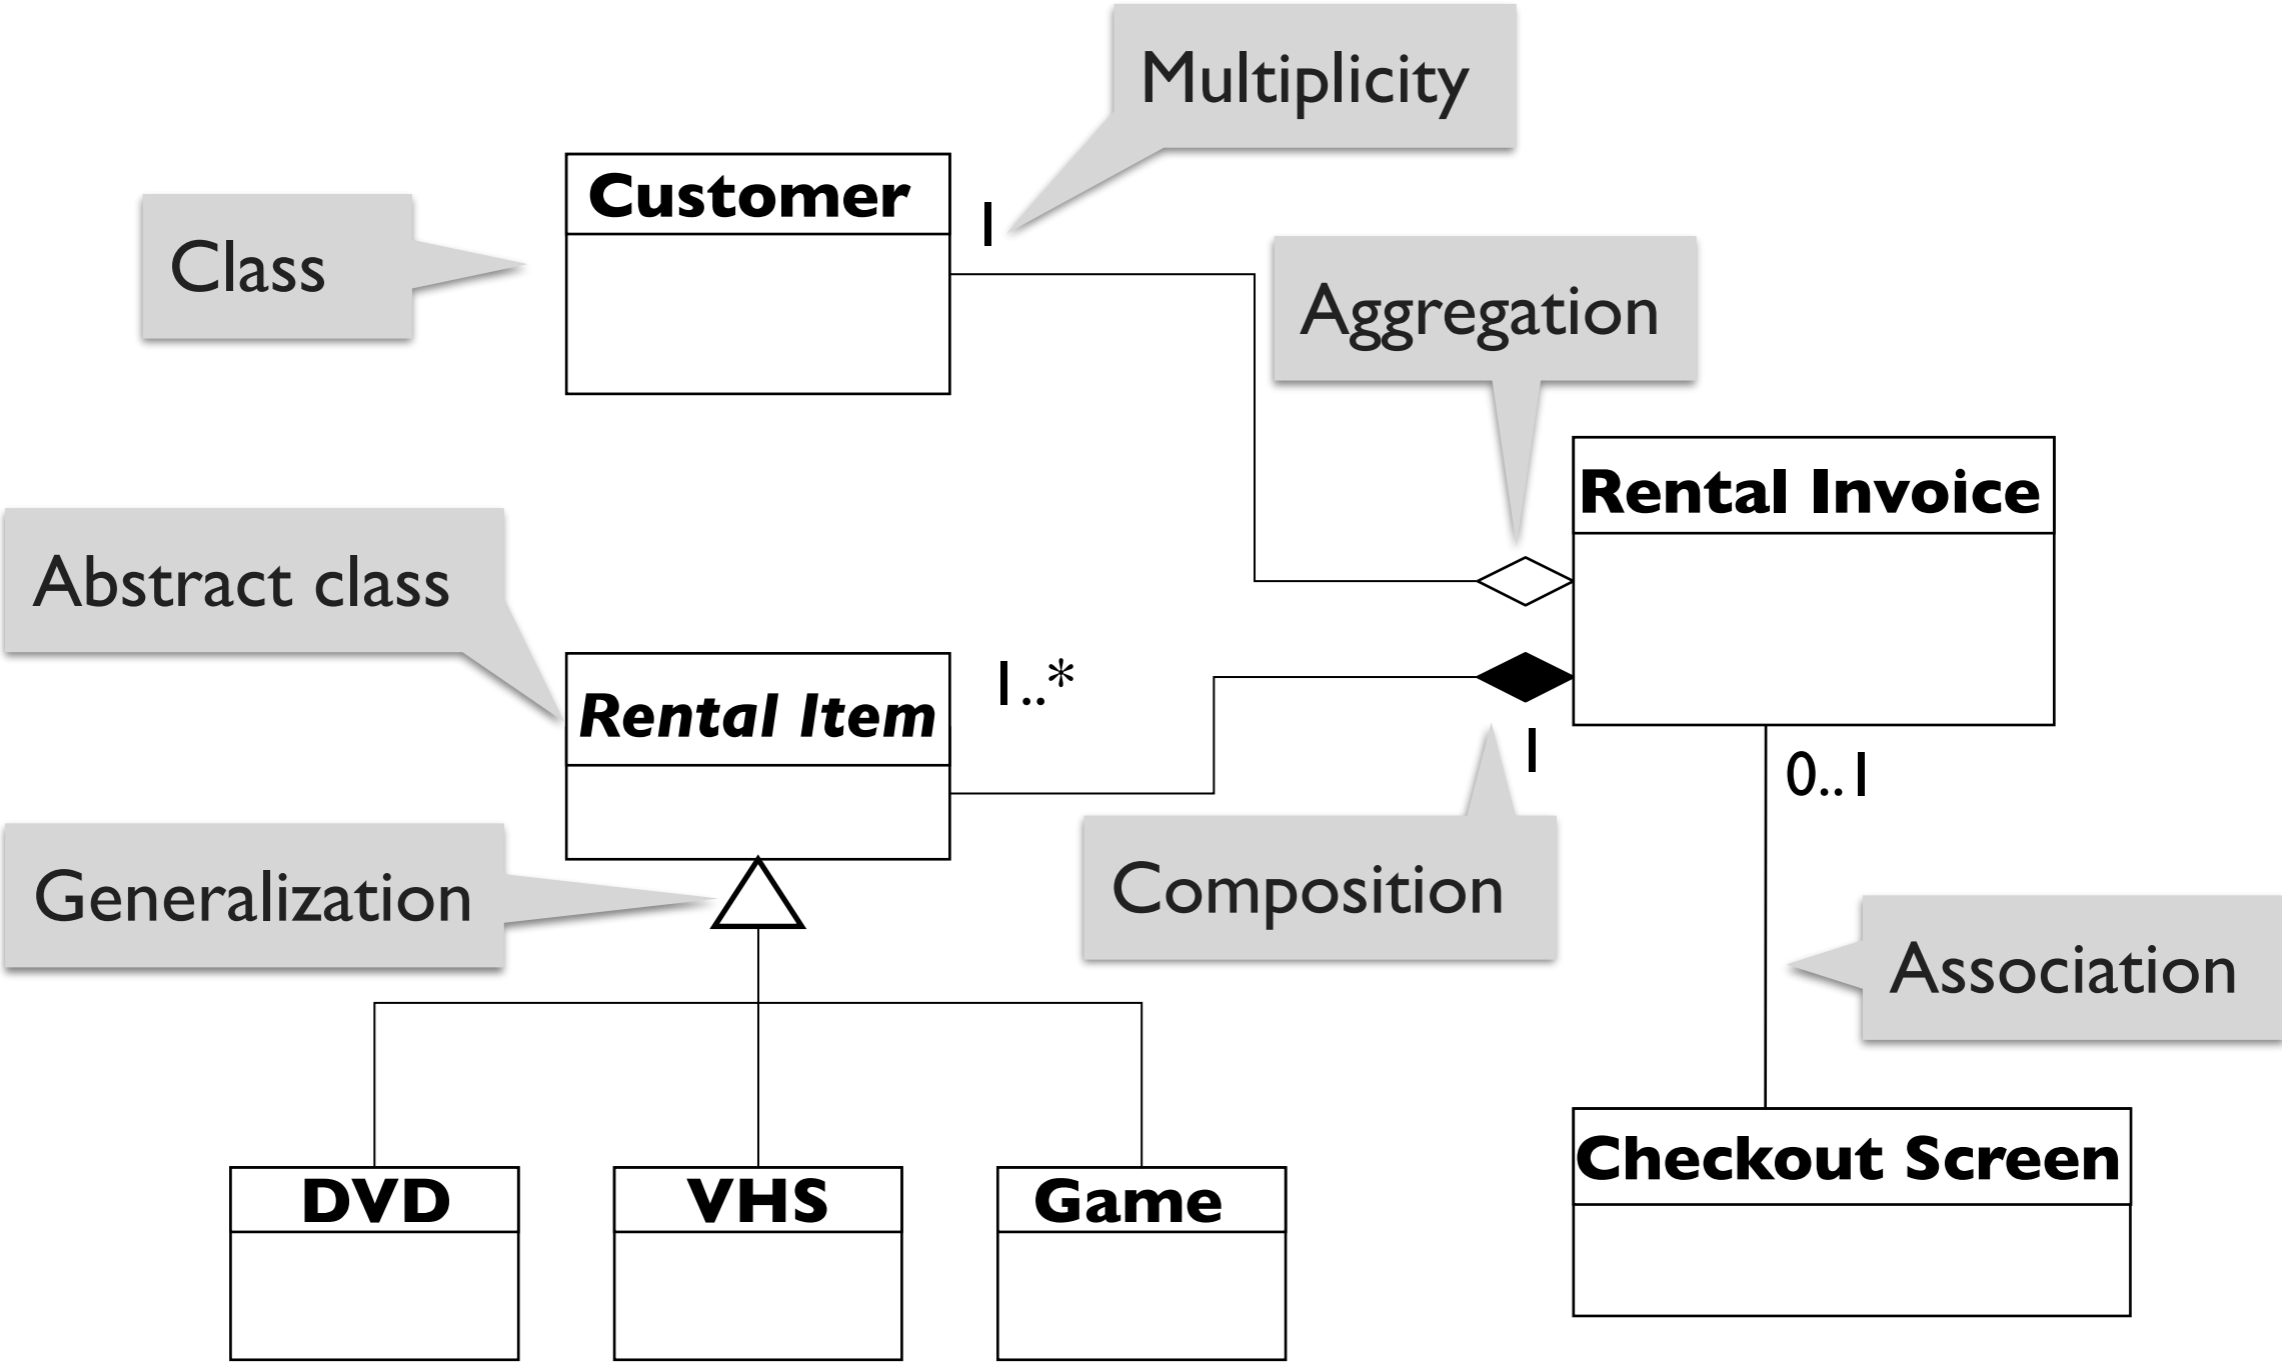 Multiplicity
Customer
1
Class
Aggregation
Rental Invoice
Abstract class
1..*
Rental Item
1
0..1
Generalization
Composition
Association
Checkout Screen
DVD
VHS
Game